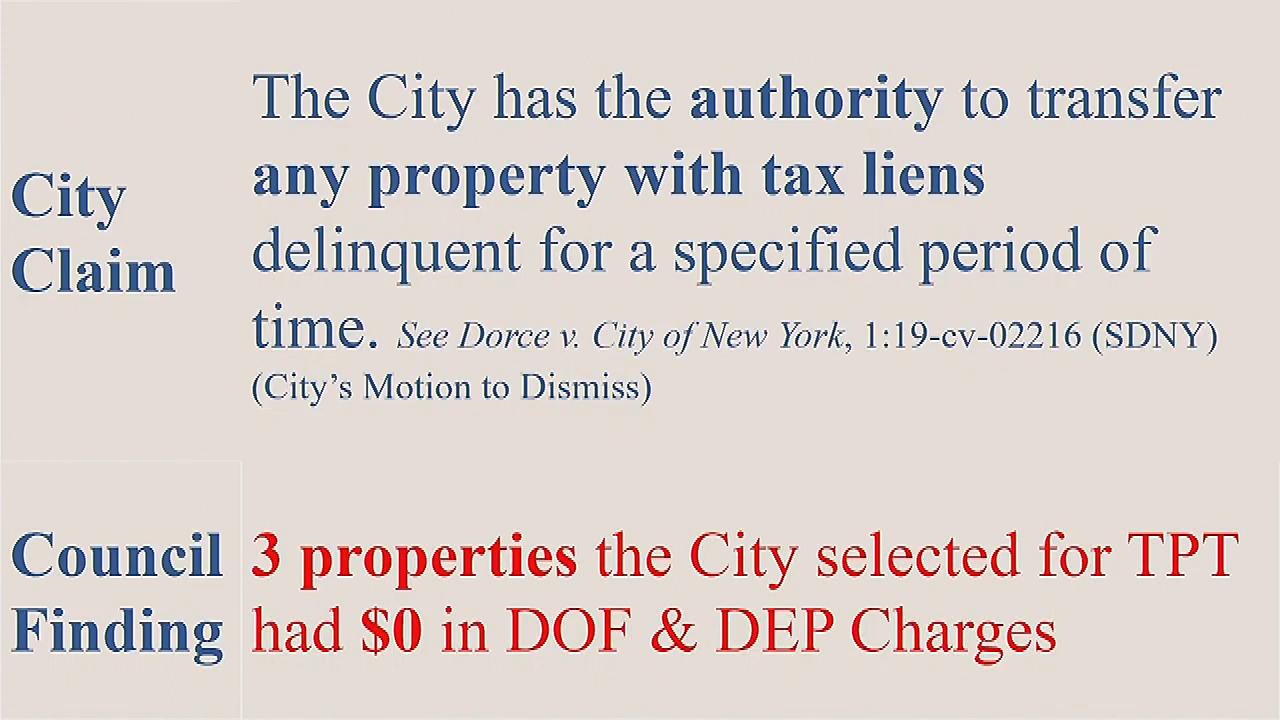 City
Claim
The City has the authority to transfer
any property with tax liens
delinquent for a specified period of
time. See Dorce v. City of New York, 1:19-cv-02216 (SDNY)
(City’s Motion to Dismiss)
Council
Finding
3 properties the City selected for TPT
had $0 in DOF & DEP Charges